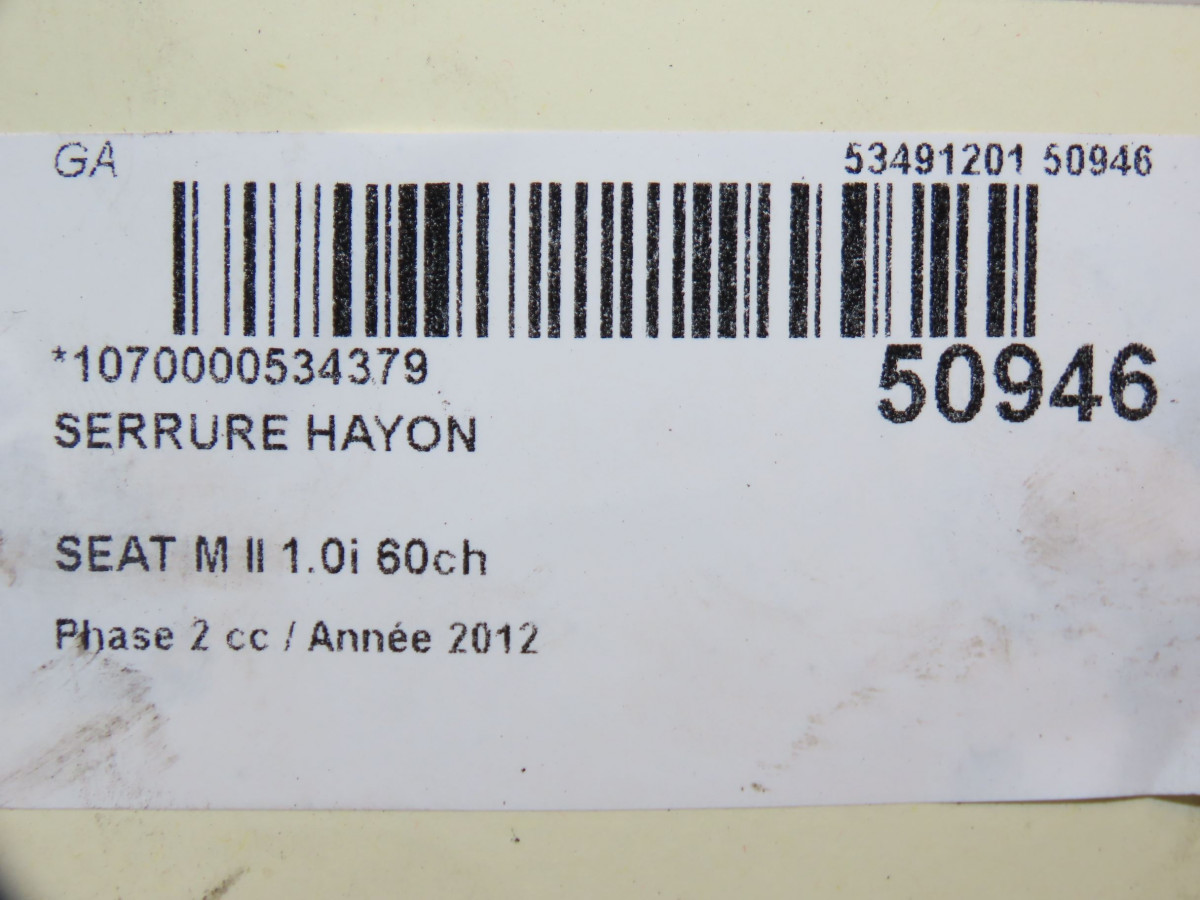 GA 53491201 50946
*1070000534379 50946
SERRURE HAYON
SEAT M II 1.0i 60ch
Phase 2 cc / Année 2012